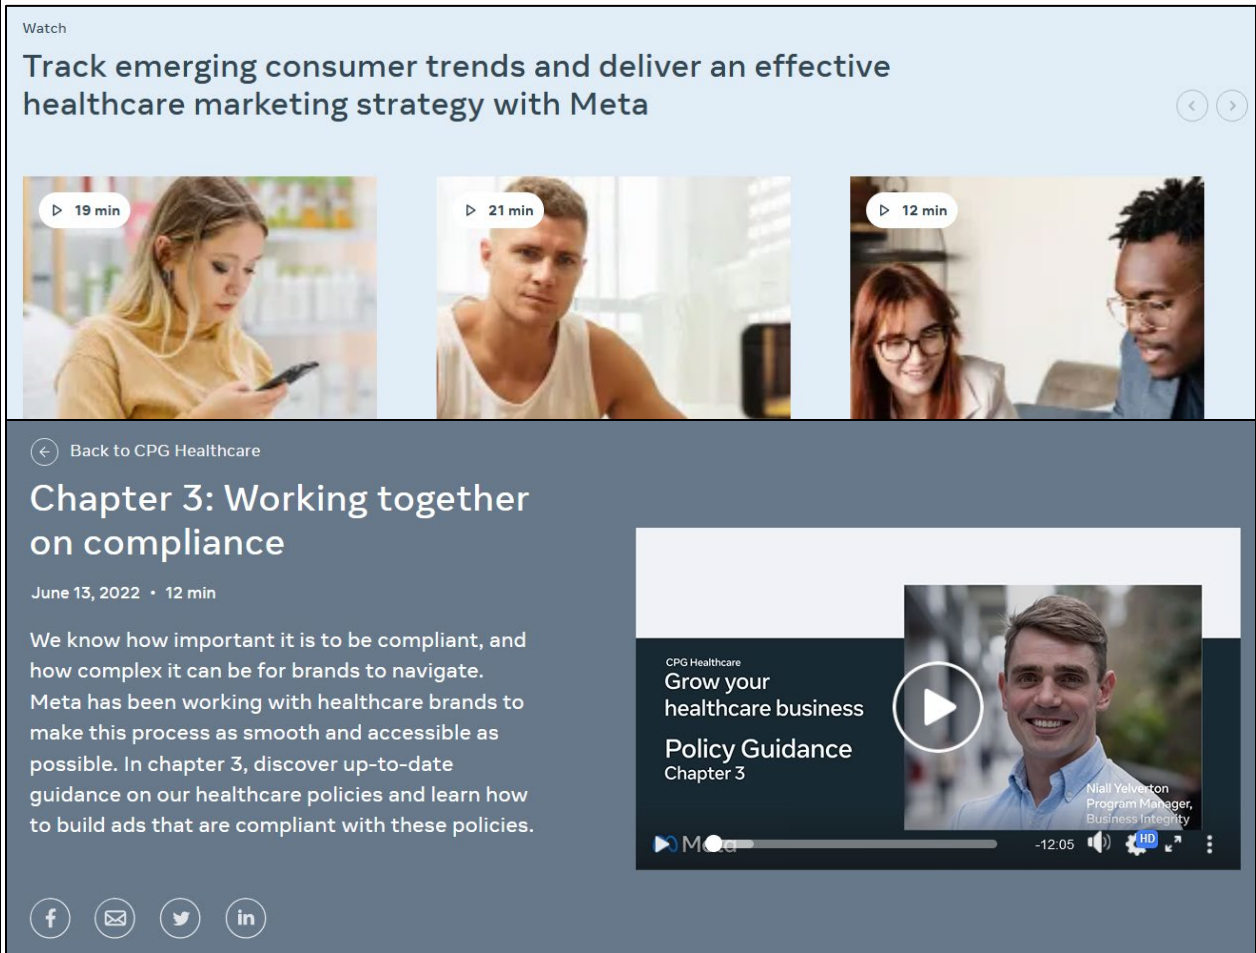 Watch
Track emerging consumer trends and deliver an effective
healthcare marketing strategy with Meta
19 min
21 min
12 min
Back to CPG Healthcare
Chapter 3: Working together
on compliance
June 13, 2022 • 12 min
We know how important it is to be compliant, and
how complex it can be for brands to navigate.
Meta has been working with healthcare brands to
make this process as smooth and accessible as
possible. In chapter 3, discover up-to-date
guidance on our healthcare policies and learn how
to build ads that are compliant with these policies.
CPG Healthcare
Grow your
healthcare business
Policy Guidance
Chapter 3
Niall Yelverton
Program Manager,
Business Integrity
Meta
-12:05
HD
f
in